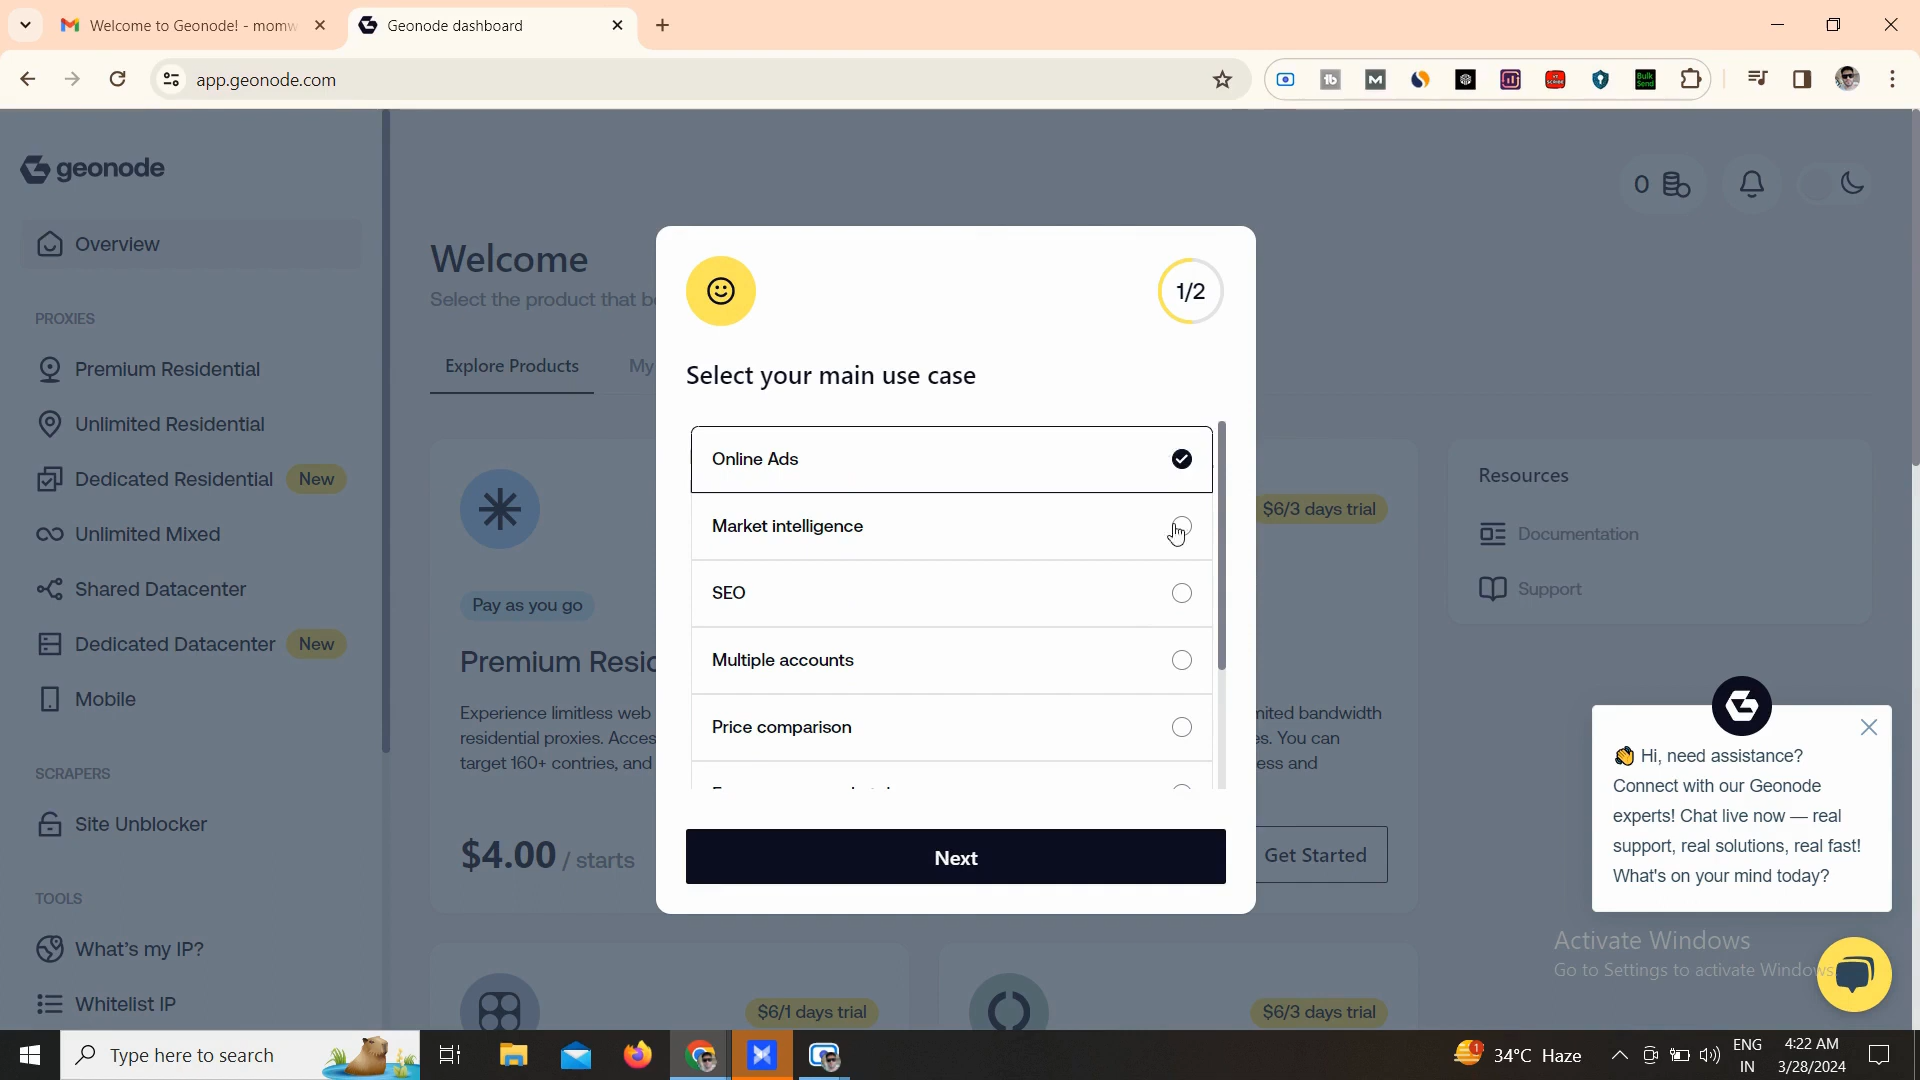 Welcome to Geonode! - momw
Geonode dashboard
app.geonode.com
geonode
0
Overview
Welcome
Select the product that be
PROXIES
Explore Products
My
Premium Residential
Unlimited Residential
Dedicated Residential New
Unlimited Mixed
Shared Datacenter
Dedicated Datacenter New
Mobile
SCRAPERS
Site Unblocker
TOOLS
What's my IP?
Whitelist IP
Pay as you go
Premium Resid
Experience limitless web
residential proxies. Acces
target 160+ contries, and
$4.00 / starts
1/2
Select your main use case
Online Ads
Market intelligence
SEO
Multiple accounts
Price comparison
Next
$6/3 days trial
mited bandwidth
es. You can
ess and
Get Started
$6/1 days trial
$6/3 days trial
Resources
Documentation
Support
Hi, need assistance?
Connect with our Geonode
experts! Chat live now — real
support, real solutions, real fast!
What's on your mind today?
Activate Windows
Go to Settings to activate Windows
Type here to search
1
34°C Haze
ENG
IN
4:22 AM
3/28/2024